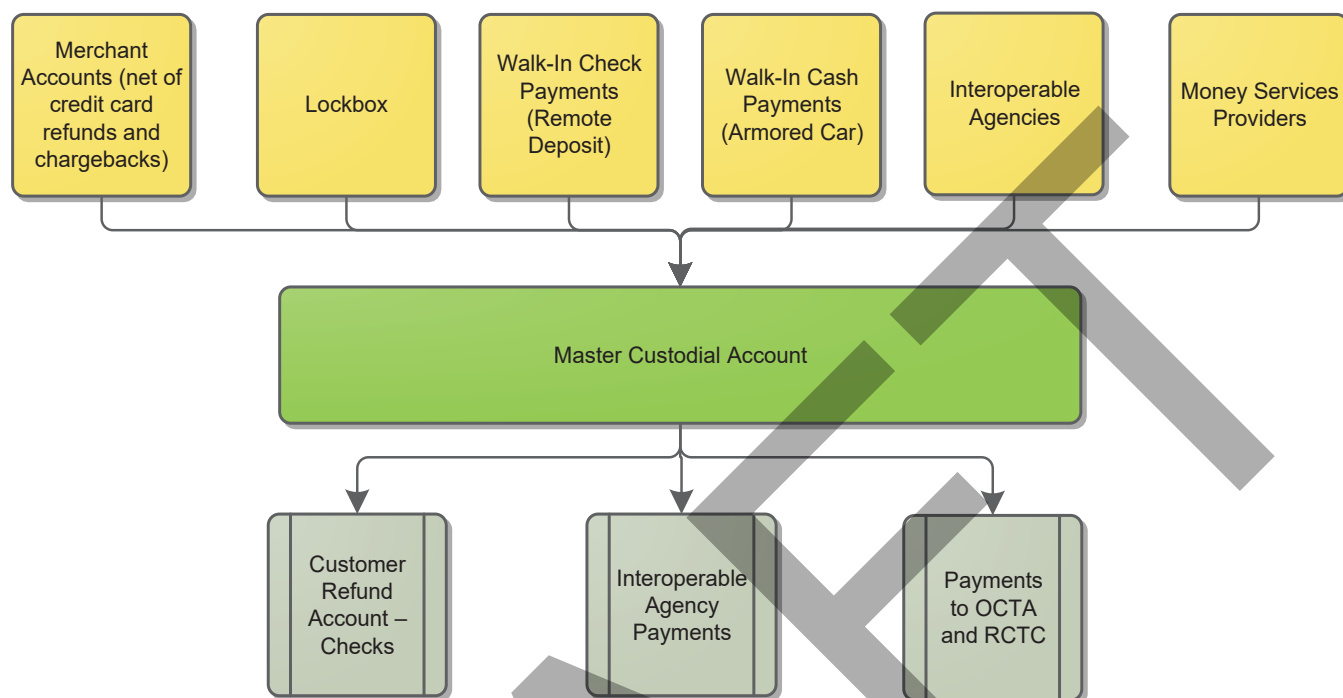 Merchant
Accounts (net of
credit card
refunds and
chargebacks)
Lockbox
Walk-In Check
Payments
(Remote
Deposit)
Walk-In Cash
Payments
(Armored Car)
Interoperable
Agencies
Money Services
Providers
Master Custodial Account
Customer
Refund
Account –
Checks
Interoperable
Agency
Payments
Payments
to OCTA
and RCTC